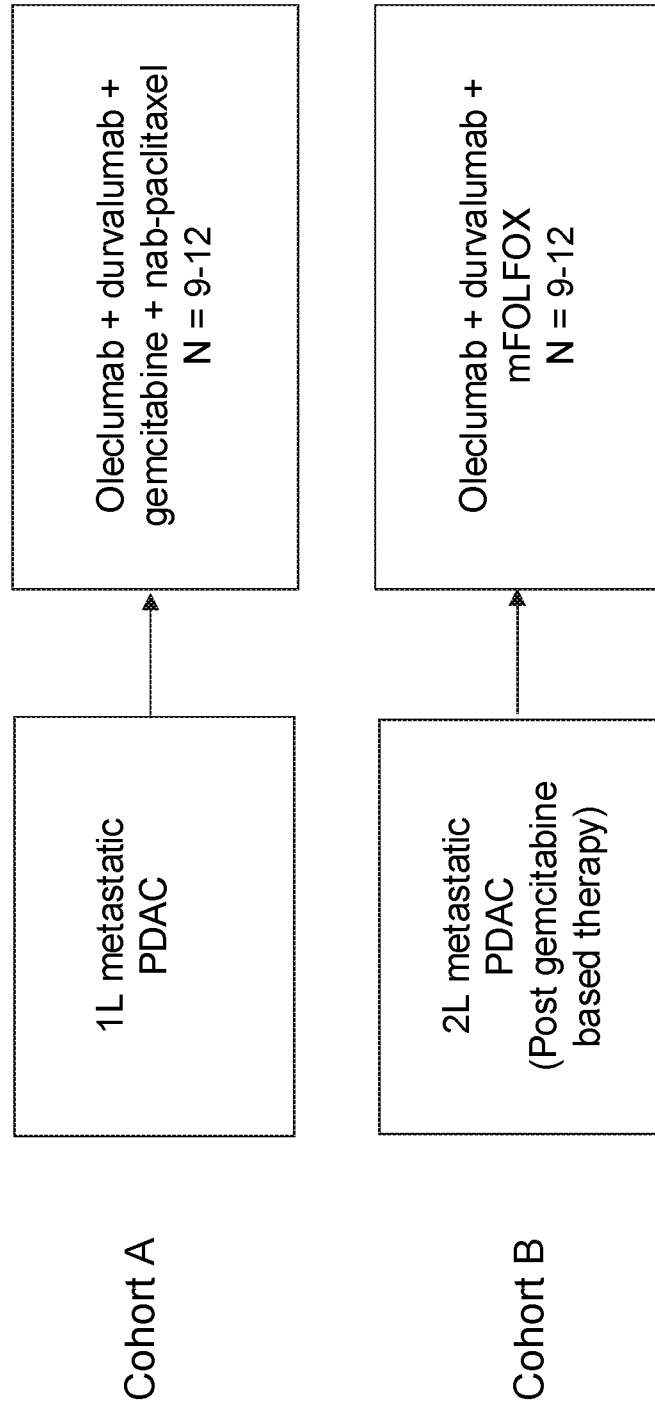 Cohort A
1L metastatic
PDAC
Oleclumab + durvalumab +
gemcitabine + nab-paclitaxel
N = 9-12
Cohort B
2L metastatic
PDAC
(Post gemcitabine
based therapy)
Oleclumab + durvalumab +
mFOLFOX
N = 9-12